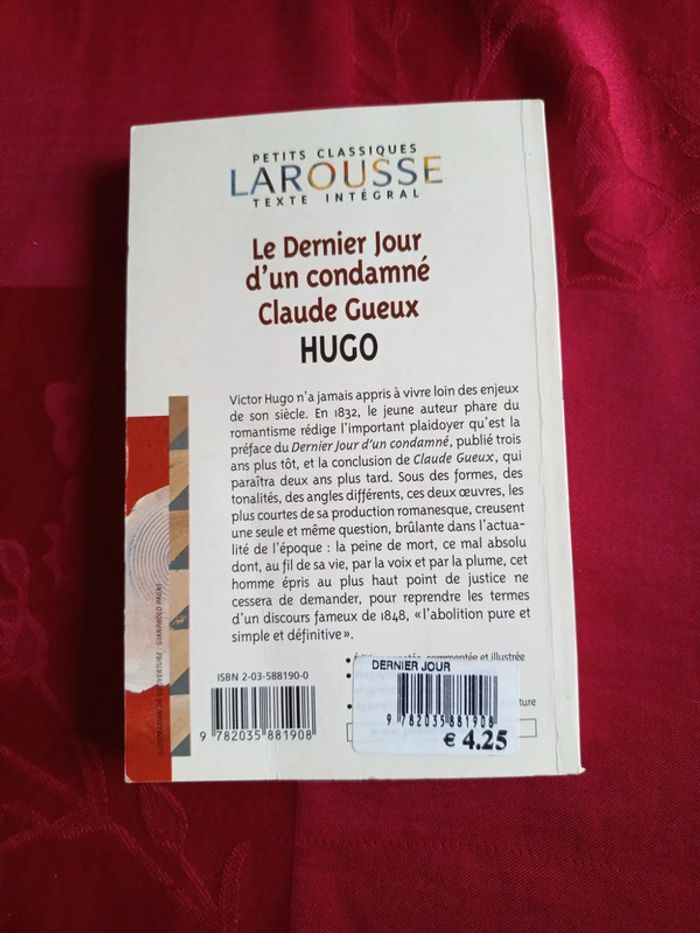 PETITS CLASSIQUES
LAROUSSE
TEXTE INTÉGRAL
Le Dernier Jour
d'un condamné
Claude Gueux
HUGO
Victor Hugo n'a jamais appris à vivre loin des enjeux
de son siècle. En 1832, le jeune auteur phare du
romantisme rédige l'important plaidoyer qu'est la
préface du Dernier Jour d'un condamné, publié trois
ans plus tôt, et la conclusion de Claude Gueux, qui
paraîtra deux ans plus tard. Sous des formes, des
tonalités, des angles différents, ces deux œuvres, les
plus courtes de sa production romanesque, creusent
une seule et même question, brûlante dans l'actua-
lité de l'époque : la peine de mort, ce mal absolu
dont, au fil de sa vie, par la voix et par la plume, cet
homme épris au plus haut point de justice ne
cessera de demander, pour reprendre les termes
d'un discours fameux de 1848, «l'abolition pure et
simple et définitive».
commentée et illustrée
ILLUSTRATION DE COUVERTURE : GIANPAOLO PAGNI
ISBN 2-03-588190-0
9 782035 881908
DERNIER JOUR
9 782035 881908
€ 4.25